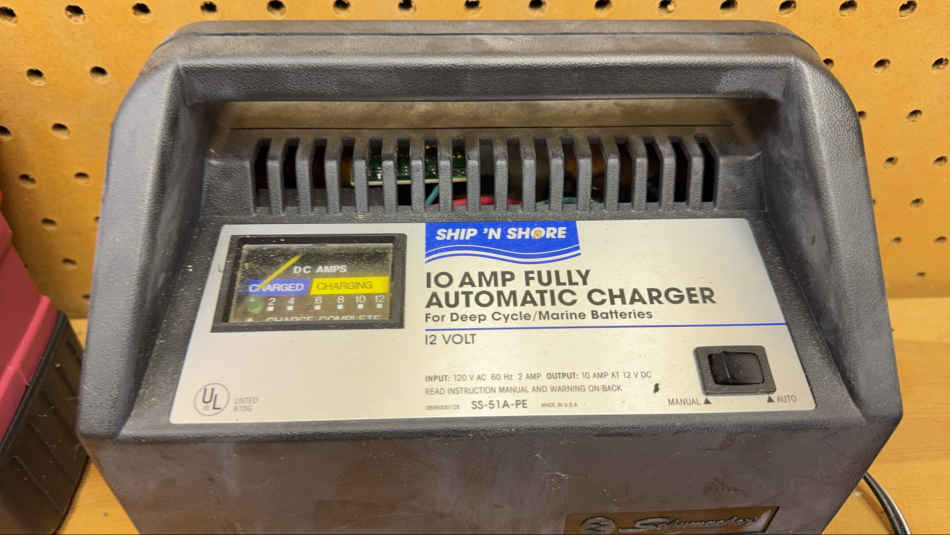 SHIP 'N SHORE
10 AMP FULLY
AUTOMATIC CHARGER
For Deep Cycle/Marine Batteries
12 VOLT
DC AMPS
CHARGED CHARGING
2 4 6 8 10 12
CHARGE COMPLETE
INPUT: 120 V AC 60 Hz 2 AMP OUTPUT: 10 AMP AT 12 V DC
READ INSTRUCTION MANUAL AND WARNING ON BACK
SS-51A-PE MADE IN U.S.A.
MANUAL AUTO
UL LISTED
Schumacher